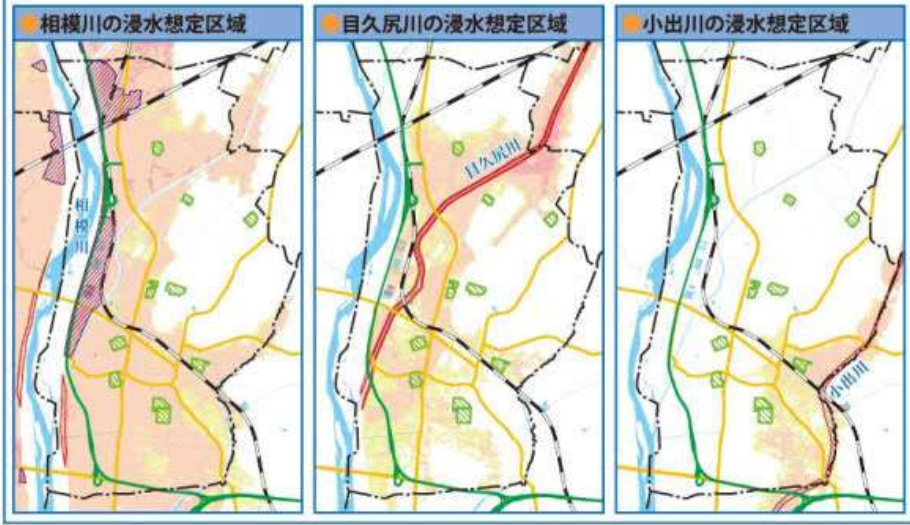 相模川の浸水想定区域
目久尻川の浸水想定区域
小出川の浸水想定区域
相模川
目久尻川
小出川